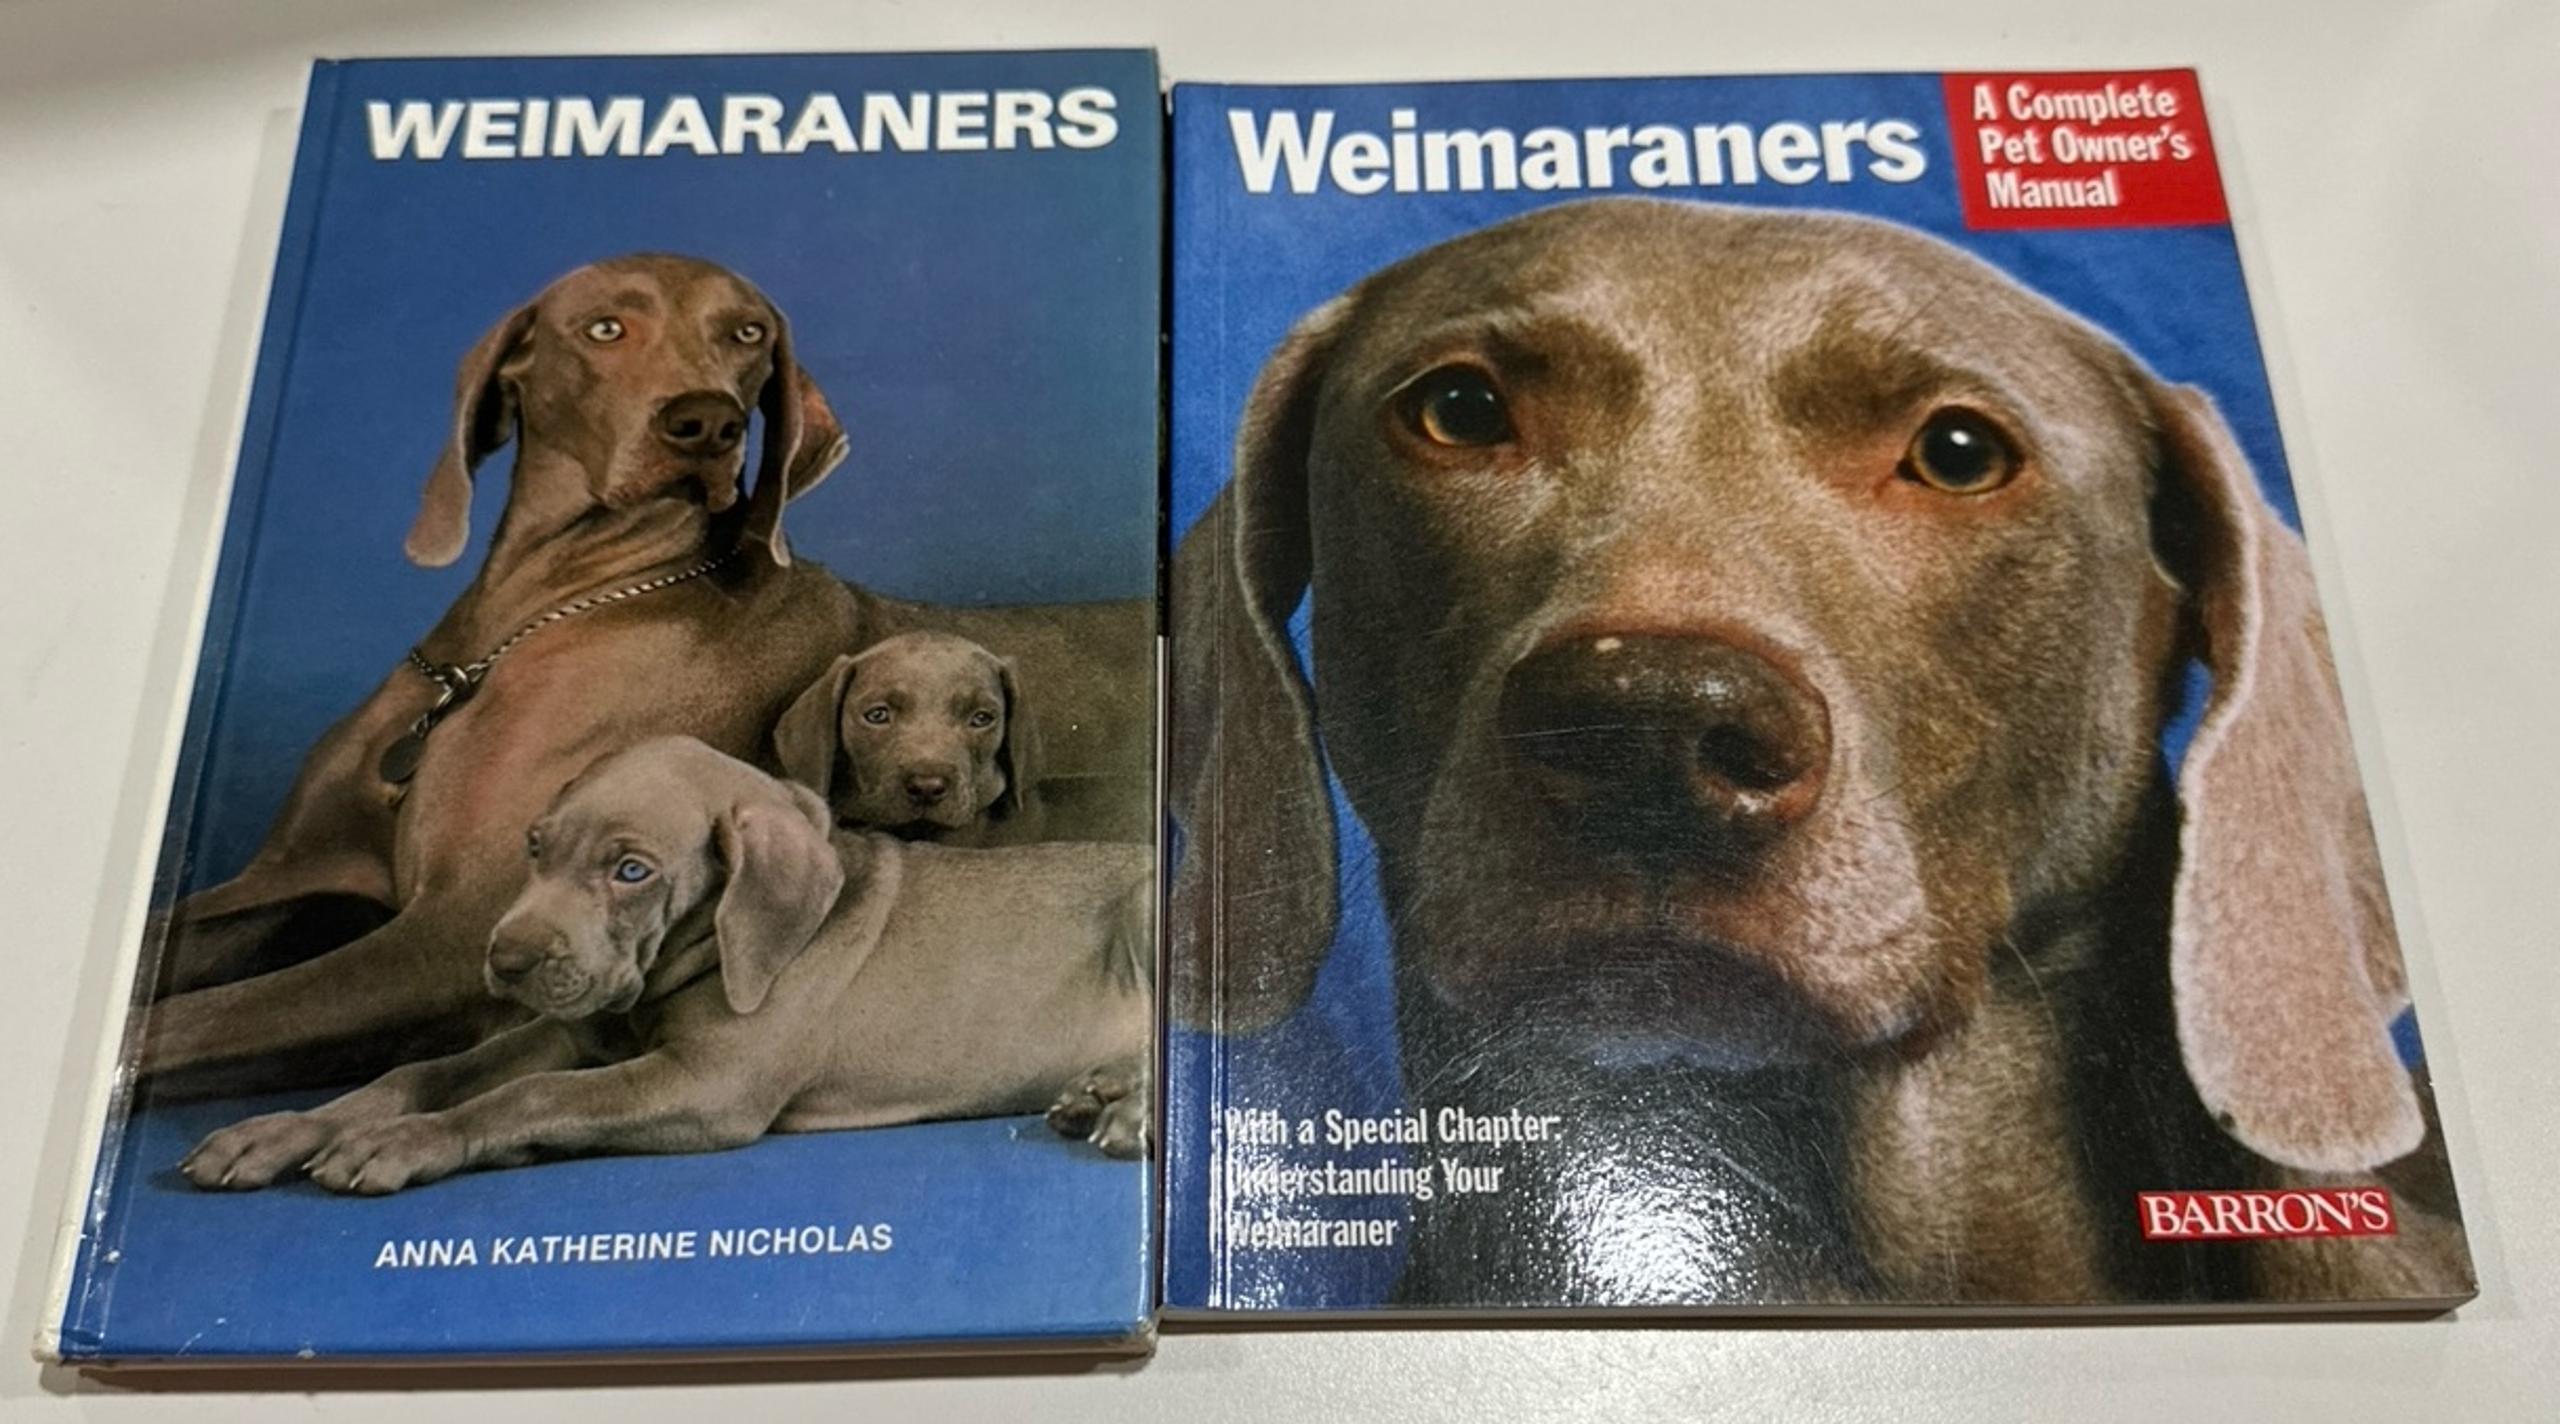 WEIMARANERS
ANNA KATHERINE NICHOLAS
Weimaraners
A Complete
Pet Owner's
Manual
With a Special Chapter:
Understanding Your
Weimaraner
BARRON'S